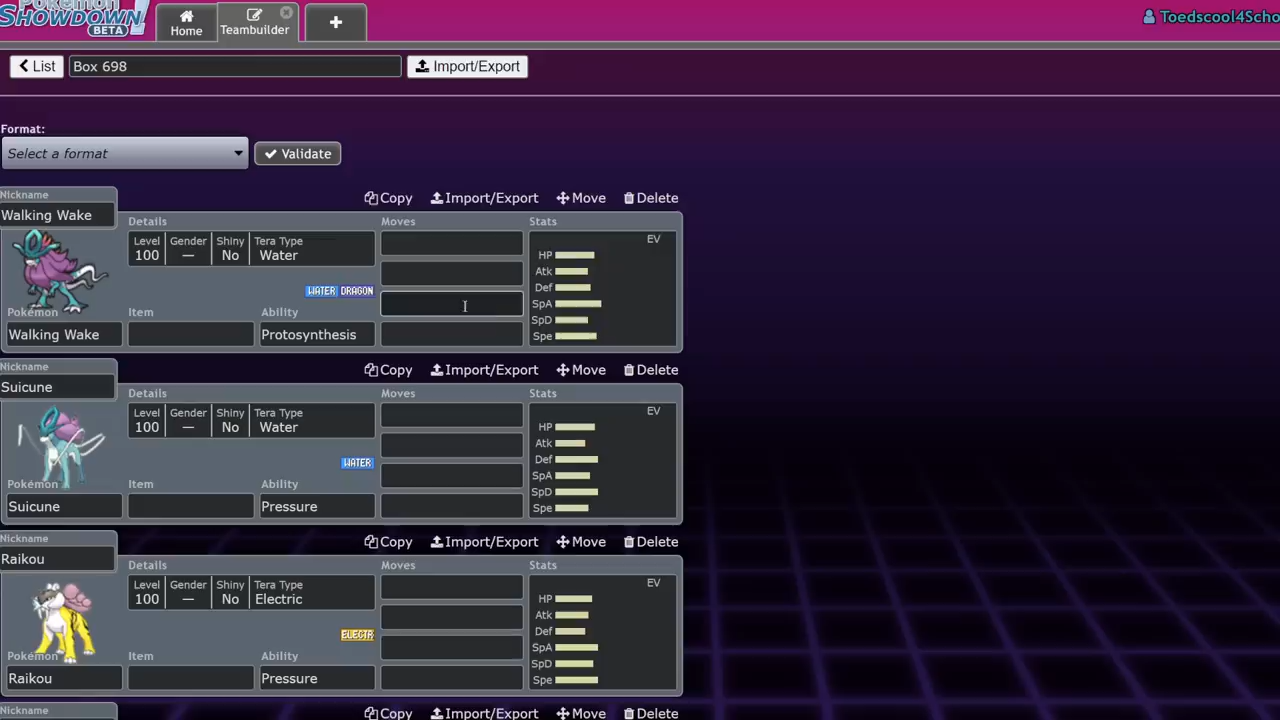 Pokémon
SHOWDOWN!
BETA
Home
Teambuilder
+
Toedscool4Scho
List
Box 698
Import/Export
Format:
Select a format
Validate
Copy Import/Export Move Delete
Nickname
Walking Wake
Details Moves Stats
Level Gender Shiny Tera Type
100 — No Water
EV
HP
Atk
Def
SpA
SpD
Spe
WATER DRAGON
Pokémon Item Ability
Walking Wake Protosynthesis
Copy Import/Export Move Delete
Nickname
Suicune
Details Moves Stats
Level Gender Shiny Tera Type
100 — No Water
EV
HP
Atk
Def
SpA
SpD
Spe
WATER
Pokémon Item Ability
Suicune Pressure
Copy Import/Export Move Delete
Nickname
Raikou
Details Moves Stats
Level Gender Shiny Tera Type
100 — No Electric
EV
HP
Atk
Def
SpA
SpD
Spe
ELECTR
Pokémon Item Ability
Raikou Pressure
Copy Import/Export Move Delete
Nickname